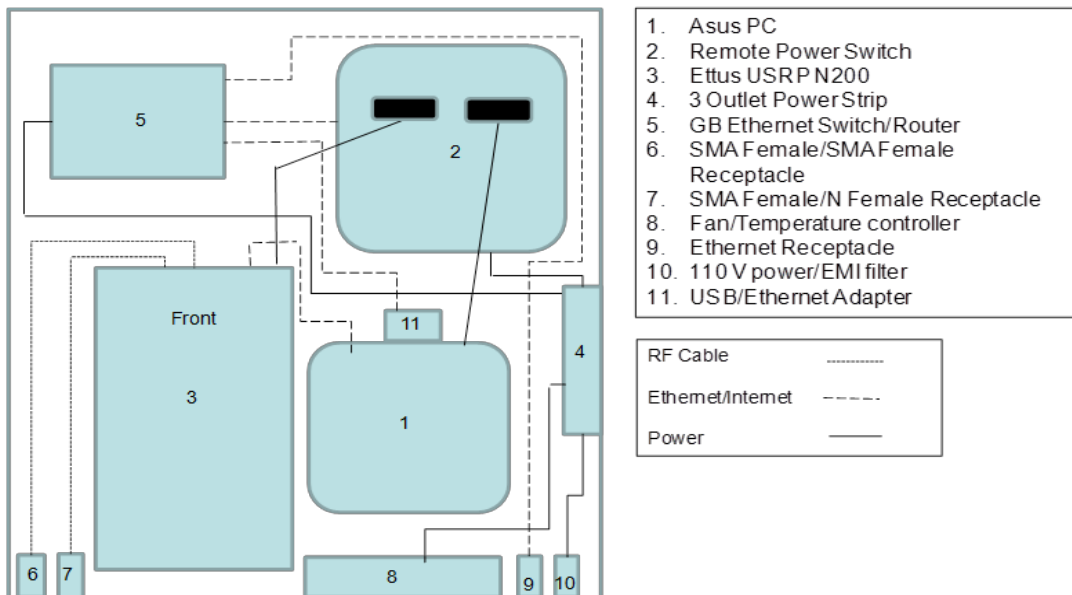 5
2
Front
3
11
1
4
6
7
8
9
10
1. Asus PC
2. Remote Power Switch
3. Ettus USRP N200
4. 3 Outlet Power Strip
5. GB Ethernet Switch/Router
6. SMA Female/SMA Female
Receptacle
7. SMA Female/N Female Receptacle
8. Fan/Temperature controller
9. Ethernet Receptacle
10. 110 V power/EMI filter
11. USB/Ethernet Adapter
RF Cable
Ethernet/Internet
Power